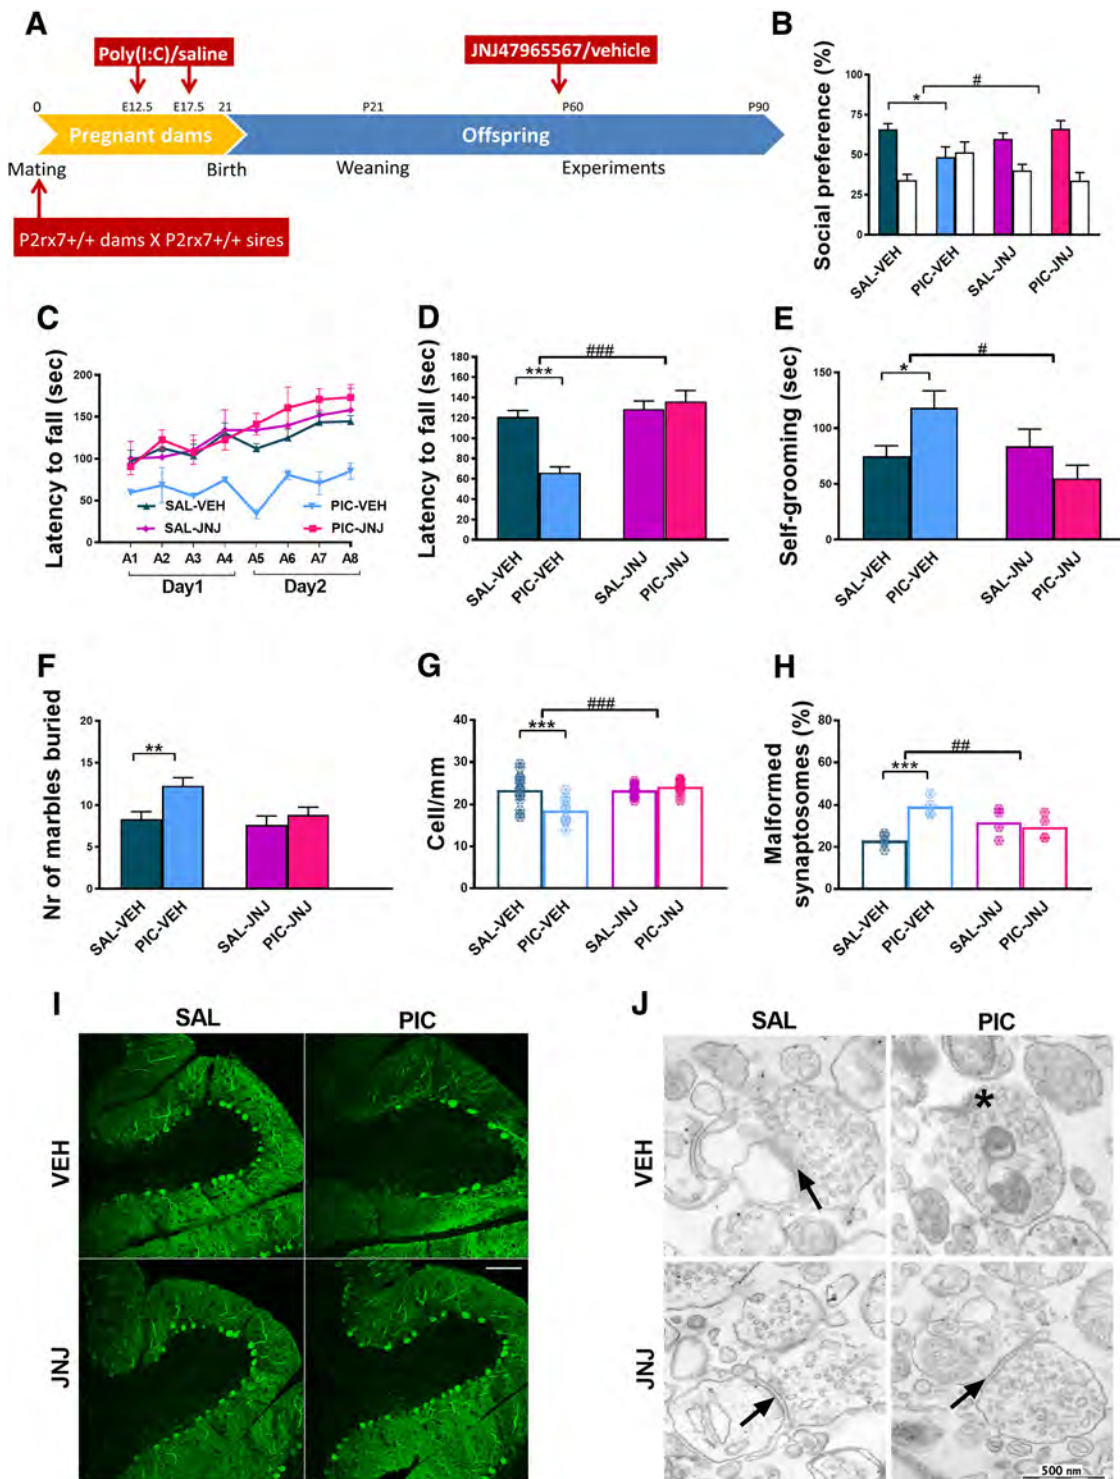 A
Poly(I:C)/saline
JNJ47965567/vehicle
0 E12.5 E17.5 21 P21 P60 P90
Pregnant dams Offspring
Mating Birth Weaning Experiments
P2rx7+/+ dams X P2rx7+/+ sires
B
Social preference (%)
100
75
50
25
0
*
#
SAL-VEH PIC-VEH SAL-JNJ PIC-JNJ
C
Latency to fall (sec)
200
150
100
50
0
SAL-VEH PIC-VEH
SAL-JNJ PIC-JNJ
A1 A2 A3 A4 A5 A6 A7 A8
Day1 Day2
D
Latency to fall (sec)
180
160
140
120
100
80
60
40
20
0
***
###
SAL-VEH PIC-VEH SAL-JNJ PIC-JNJ
E
Self-grooming (sec)
150
100
50
0
*
#
SAL-VEH PIC-VEH SAL-JNJ PIC-JNJ
F
Nr of marbles buried
20
15
10
5
0
**
SAL-VEH PIC-VEH SAL-JNJ PIC-JNJ
G
Cell/mm
40
30
20
10
0
***
###
SAL-VEH PIC-VEH SAL-JNJ PIC-JNJ
H
Malformed
synaptosomes (%)
80
60
40
20
0
***
##
SAL-VEH PIC-VEH SAL-JNJ PIC-JNJ
I
SAL PIC
VEH
JNJ
J
SAL PIC
VEH
*
JNJ
500 nm